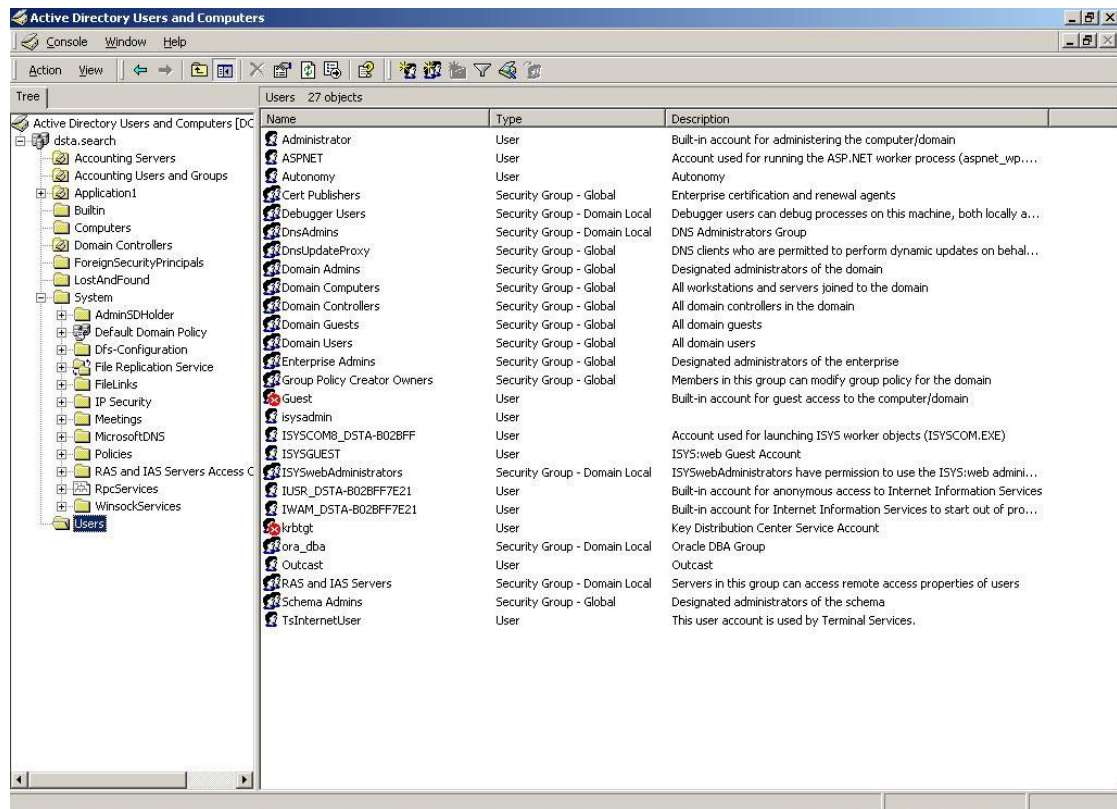 Active Directory Users and Computers
Console Window Help
Action View
Tree
Users 27 objects
Active Directory Users and Computers [DC
dsta.search
Accounting Servers
Accounting Users and Groups
Application1
Builtin
Computers
Domain Controllers
ForeignSecurityPrincipals
LostAndFound
System
AdminSDHolder
Default Domain Policy
Dfs-Configuration
File Replication Service
FileLinks
IP Security
Meetings
MicrosoftDNS
Policies
RAS and IAS Servers Access C
RpcServices
WinsockServices
Users
Name Type Description
Administrator User Built-in account for administering the computer/domain
ASPNET User Account used for running the ASP.NET worker process (aspnet_wp....
Autonomy User Autonomy
Cert Publishers Security Group - Global Enterprise certification and renewal agents
Debugger Users Security Group - Domain Local Debugger users can debug processes on this machine, both locally a...
DnsAdmins Security Group - Domain Local DNS Administrators Group
DnsUpdateProxy Security Group - Global DNS clients who are permitted to perform dynamic updates on behal...
Domain Admins Security Group - Global Designated administrators of the domain
Domain Computers Security Group - Global All workstations and servers joined to the domain
Domain Controllers Security Group - Global All domain controllers in the domain
Domain Guests Security Group - Global All domain guests
Domain Users Security Group - Global All domain users
Enterprise Admins Security Group - Global Designated administrators of the enterprise
Group Policy Creator Owners Security Group - Global Members in this group can modify group policy for the domain
Guest User Built-in account for guest access to the computer/domain
isysadmin User
ISYSCOM8_DSTA-B02BFF User Account used for launching ISYS worker objects (ISYSCOM.EXE)
ISYSGUEST User ISYS:web Guest Account
ISYSwebAdministrators Security Group - Domain Local ISYSwebAdministrators have permission to use the ISYS:web admini...
IUSR_DSTA-B02BFF7E21 User Built-in account for anonymous access to Internet Information Services
IWAM_DSTA-B02BFF7E21 User Built-in account for Internet Information Services to start out of pro...
krbtgt User Key Distribution Center Service Account
ora_dba Security Group - Domain Local Oracle DBA Group
Outcast User Outcast
RAS and IAS Servers Security Group - Domain Local Servers in this group can access remote access properties of users
Schema Admins Security Group - Global Designated administrators of the schema
TsInternetUser User This user account is used by Terminal Services.